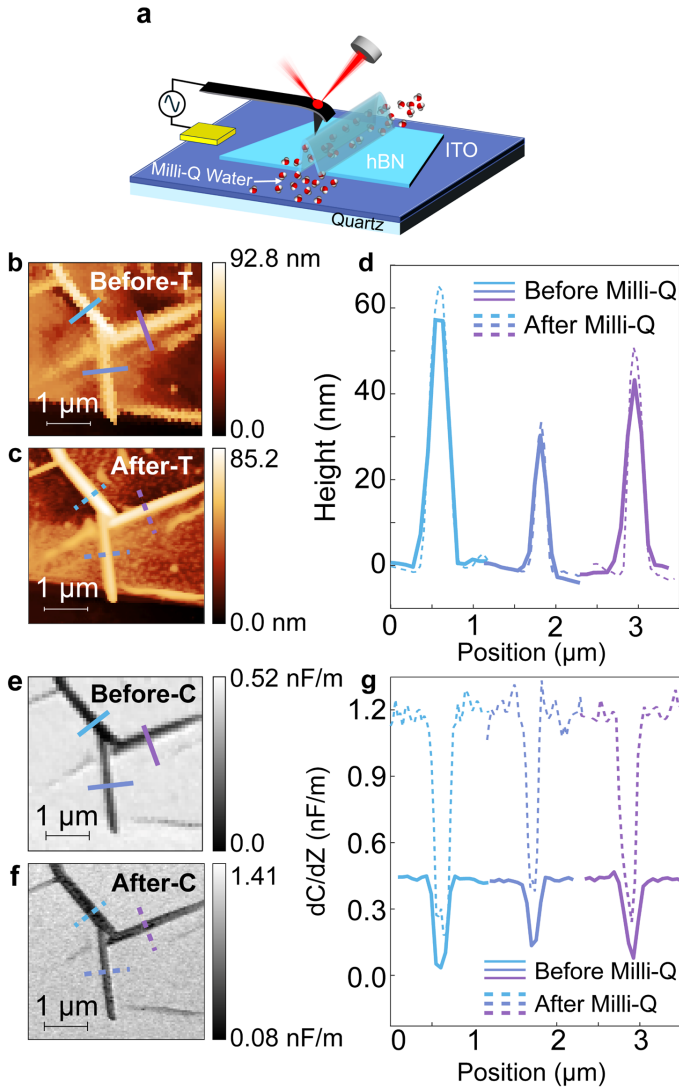 a
ITO
hBN
Milli-Q Water
Quartz
b
Before-T
1 µm
92.8 nm
0.0
c
After-T
1 µm
85.2
0.0 nm
d
Before Milli-Q
After Milli-Q
60
40
20
0
Height (nm)
0 1 2 3
Position (µm)
e
Before-C
1 µm
0.52 nF/m
0.0
f
After-C
1 µm
1.41
0.08 nF/m
g
1.2
0.9
0.6
0.3
0.0
dC/dZ (nF/m)
Before Milli-Q
After Milli-Q
0 1 2 3
Position (µm)